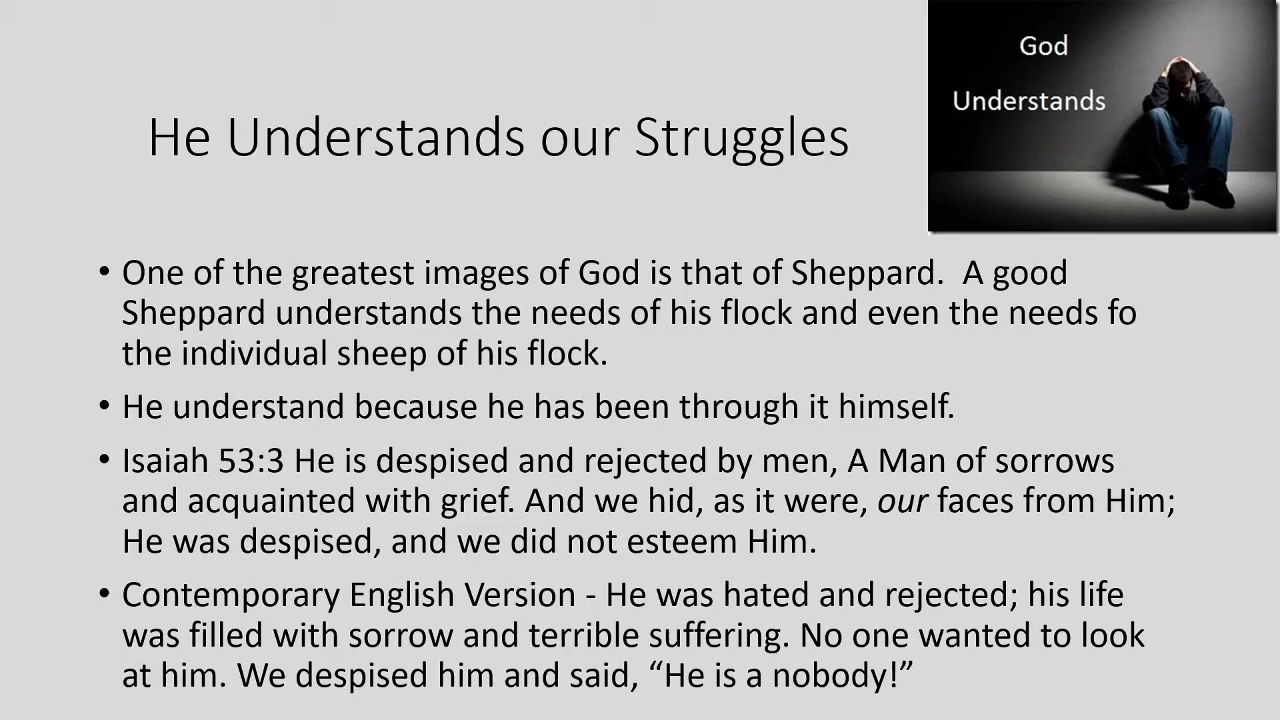 God
Understands
He Understands our Struggles
• One of the greatest images of God is that of Sheppard.  A good
Sheppard understands the needs of his flock and even the needs fo
the individual sheep of his flock.
• He understand because he has been through it himself.
• Isaiah 53:3 He is despised and rejected by men, A Man of sorrows
and acquainted with grief. And we hid, as it were, our faces from Him;
He was despised, and we did not esteem Him.
• Contemporary English Version - He was hated and rejected; his life
was filled with sorrow and terrible suffering. No one wanted to look
at him. We despised him and said, “He is a nobody!”